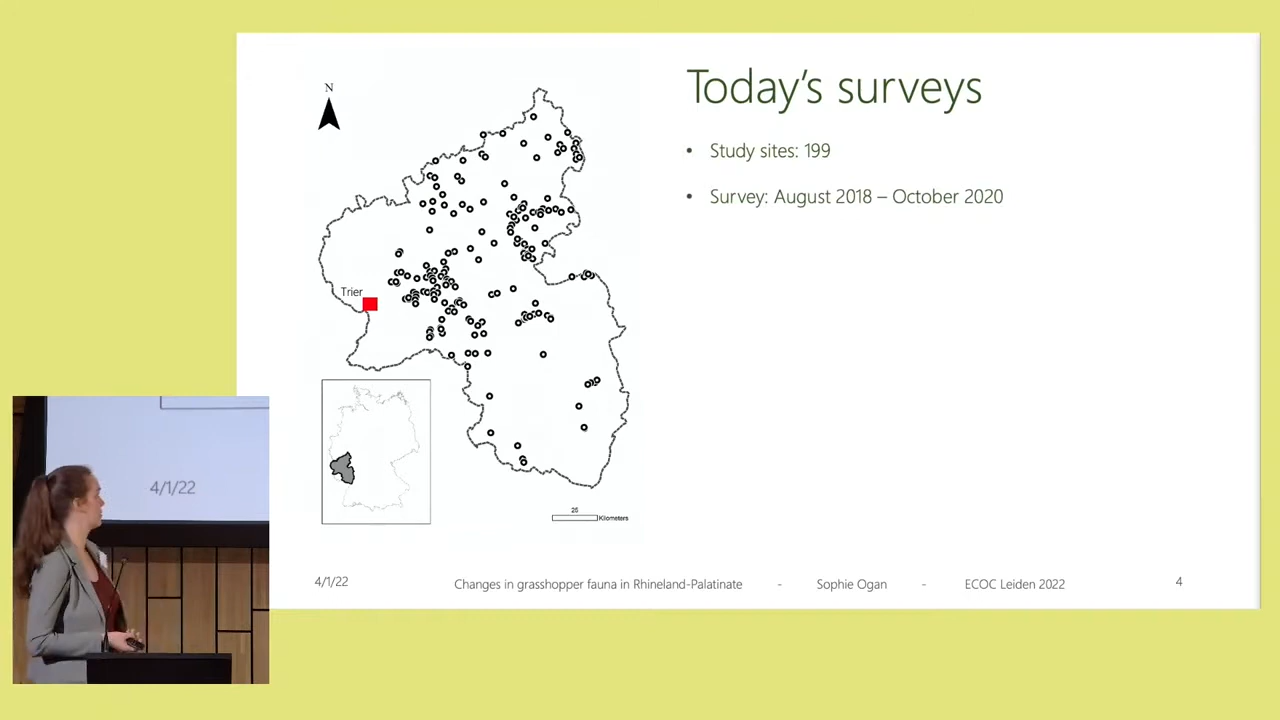 Today's surveys
• Study sites: 199
• Survey: August 2018 – October 2020
N
Trier
25
Kilometers
4/1/22
Changes in grasshopper fauna in Rhineland-Palatinate - Sophie Ogan - ECOC Leiden 2022
4
4/1/22